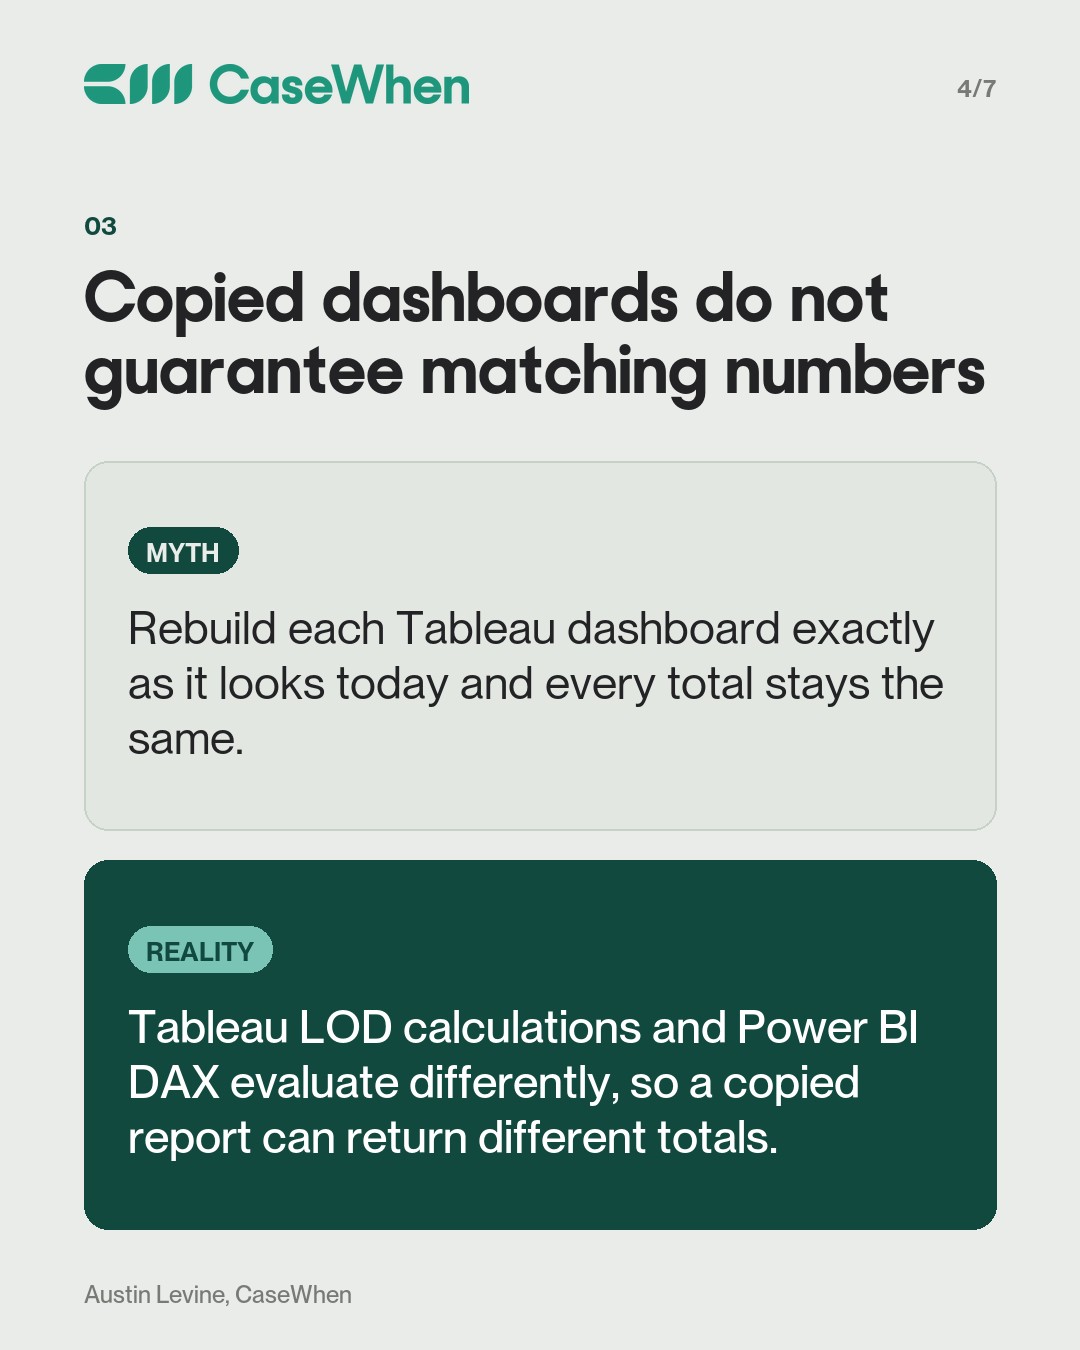 CaseWhen
4/7
03
Copied dashboards do not
guarantee matching numbers
MYTH
Rebuild each Tableau dashboard exactly
as it looks today and every total stays the
same.
REALITY
Tableau LOD calculations and Power BI
DAX evaluate differently, so a copied
report can return different totals.
Austin Levine, CaseWhen